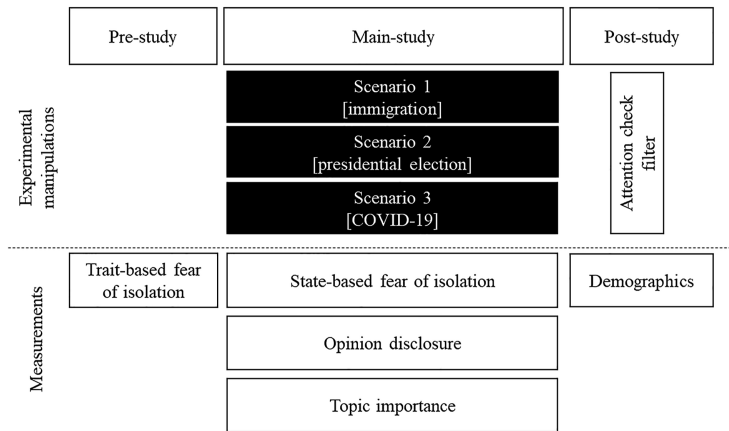 Pre-study
Main-study
Post-study
Experimental
manipulations
Scenario 1
[immigration]
Scenario 2
[presidential election]
Scenario 3
[COVID-19]
Attention check
filter
Measurements
Trait-based fear
of isolation
State-based fear of isolation
Demographics
Opinion disclosure
Topic importance